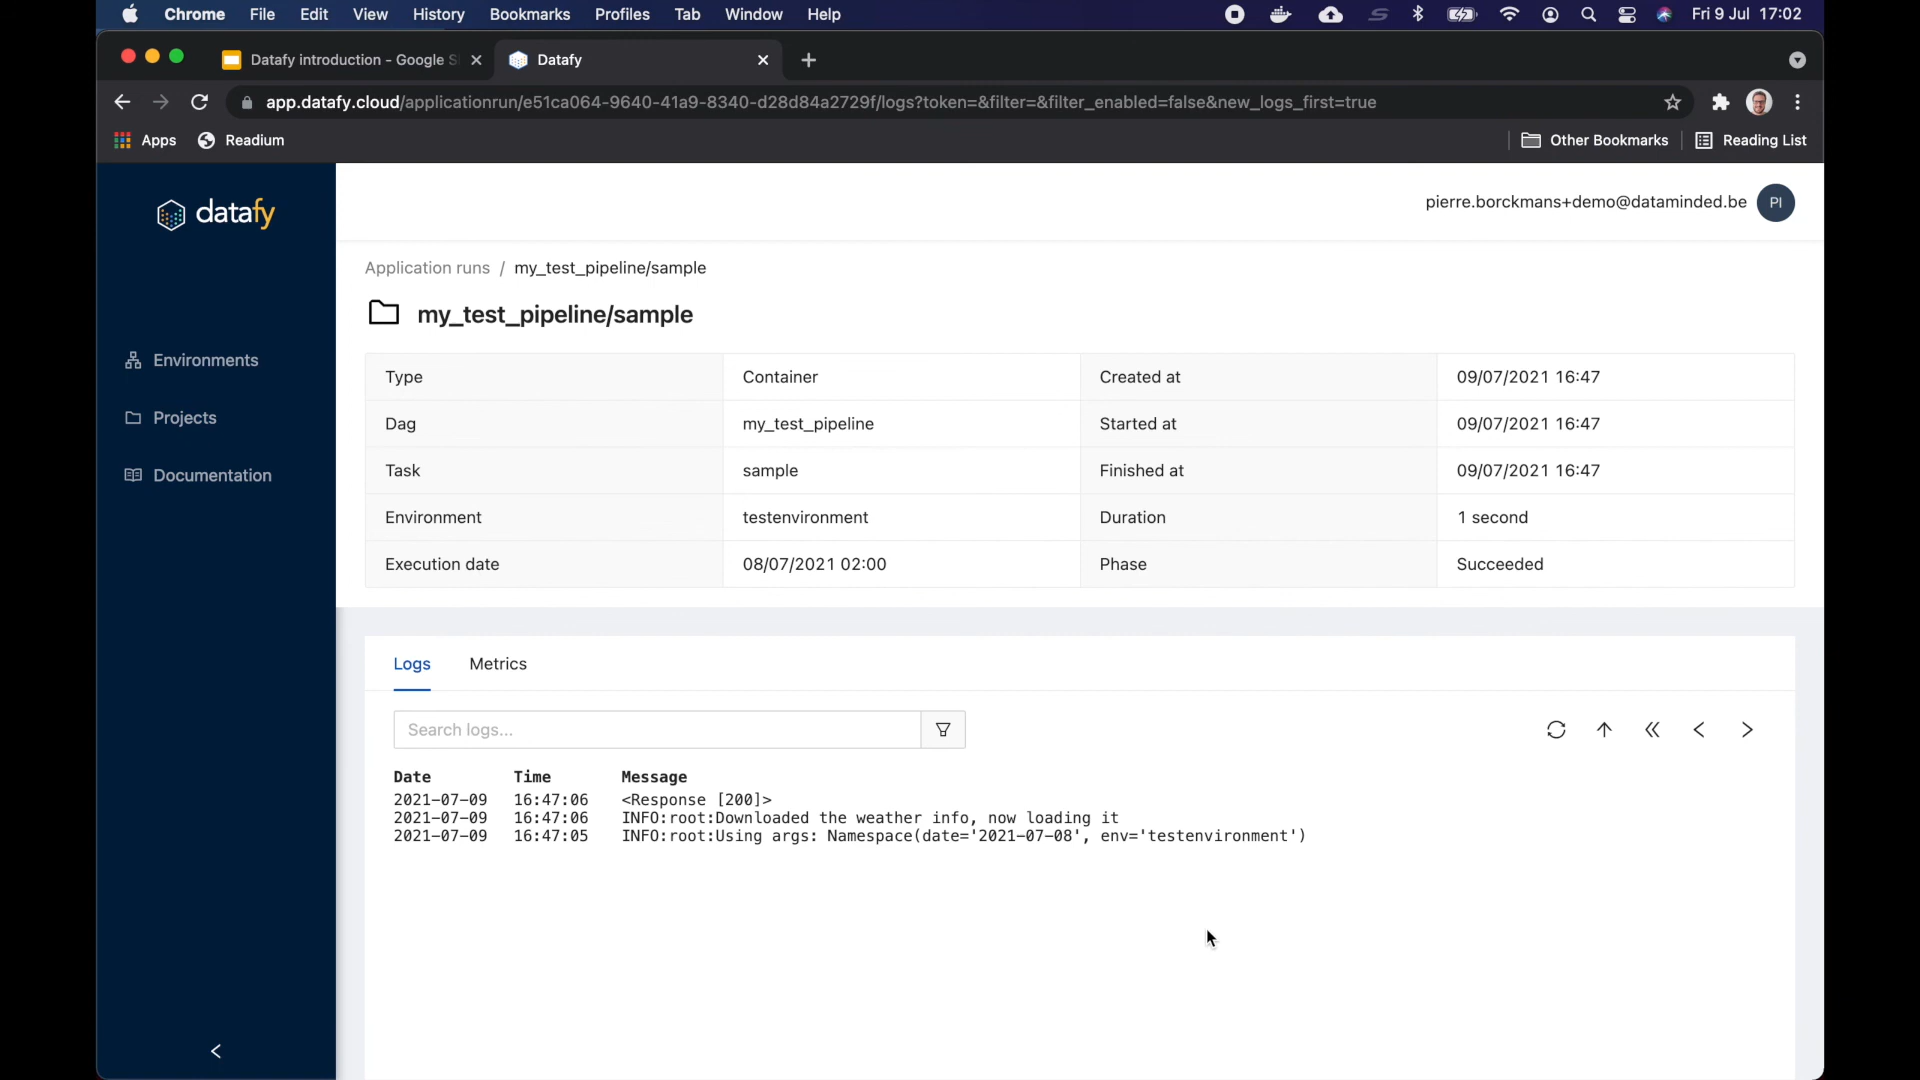 Chrome File Edit View History Bookmarks Profiles Tab Window Help Fri 9 Jul 17:02
Datafy introduction - Google S Datafy
app.datafy.cloud/applicationrun/e51ca064-9640-41a9-8340-d28d84a2729f/logs?token=&filter=&filter_enabled=false&new_logs_first=true
Apps Readium Other Bookmarks Reading List
datafy
pierre.borckmans+demo@dataminded.be PI
Environments
Projects
Documentation
Application runs / my_test_pipeline/sample
my_test_pipeline/sample
Type Container Created at 09/07/2021 16:47
Dag my_test_pipeline Started at 09/07/2021 16:47
Task sample Finished at 09/07/2021 16:47
Environment testenvironment Duration 1 second
Execution date 08/07/2021 02:00 Phase Succeeded
Logs Metrics
Search logs...
Date Time Message
2021-07-09 16:47:06 <Response [200]>
2021-07-09 16:47:06 INFO:root:Downloaded the weather info, now loading it
2021-07-09 16:47:05 INFO:root:Using args: Namespace(date='2021-07-08', env='testenvironment')